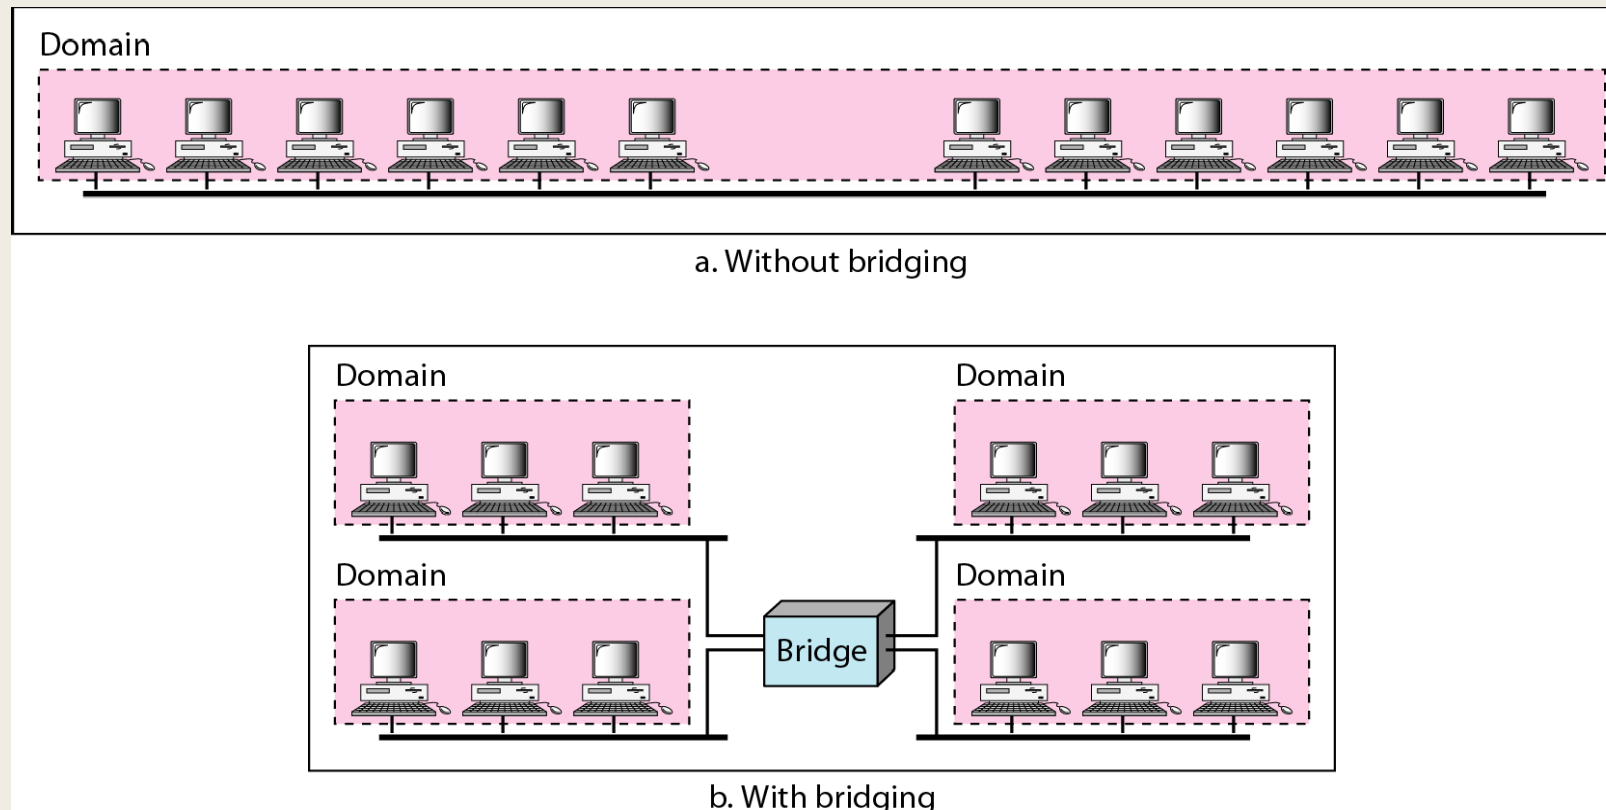 Domain
a. Without bridging
Domain
Domain
Domain
Domain
Bridge
b. With bridging